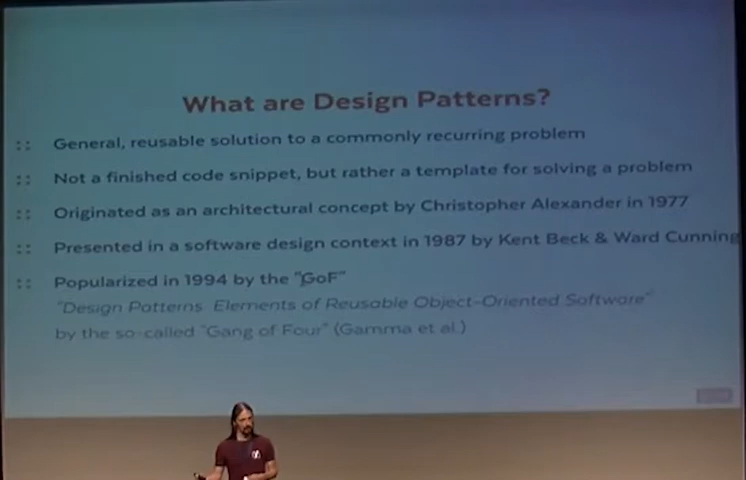 What are Design Patterns?
:: General, reusable solution to a commonly recurring problem
:: Not a finished code snippet, but rather a template for solving a problem
:: Originated as an architectural concept by Christopher Alexander in 1977
:: Presented in a software design context in 1987 by Kent Beck & Ward Cunning
:: Popularized in 1994 by the "GoF"
"Design Patterns Elements of Reusable Object-Oriented Software"
by the so-called "Gang of Four" (Gamma et al.)